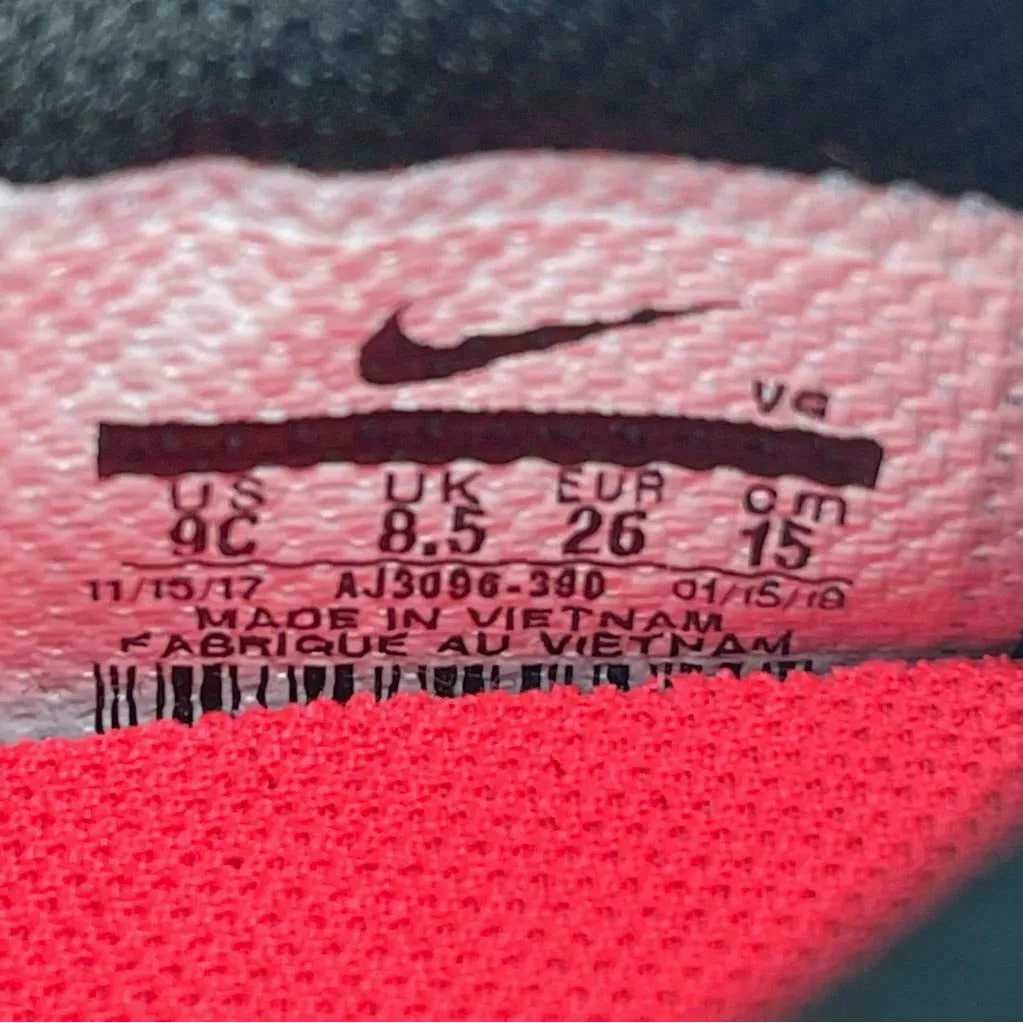 VG
US UK EUR cm
9C 8.5 26 15
11/15/17 AJ3096-390 01/15/18
MADE IN VIETNAM
FABRIQUE AU VIETNAM